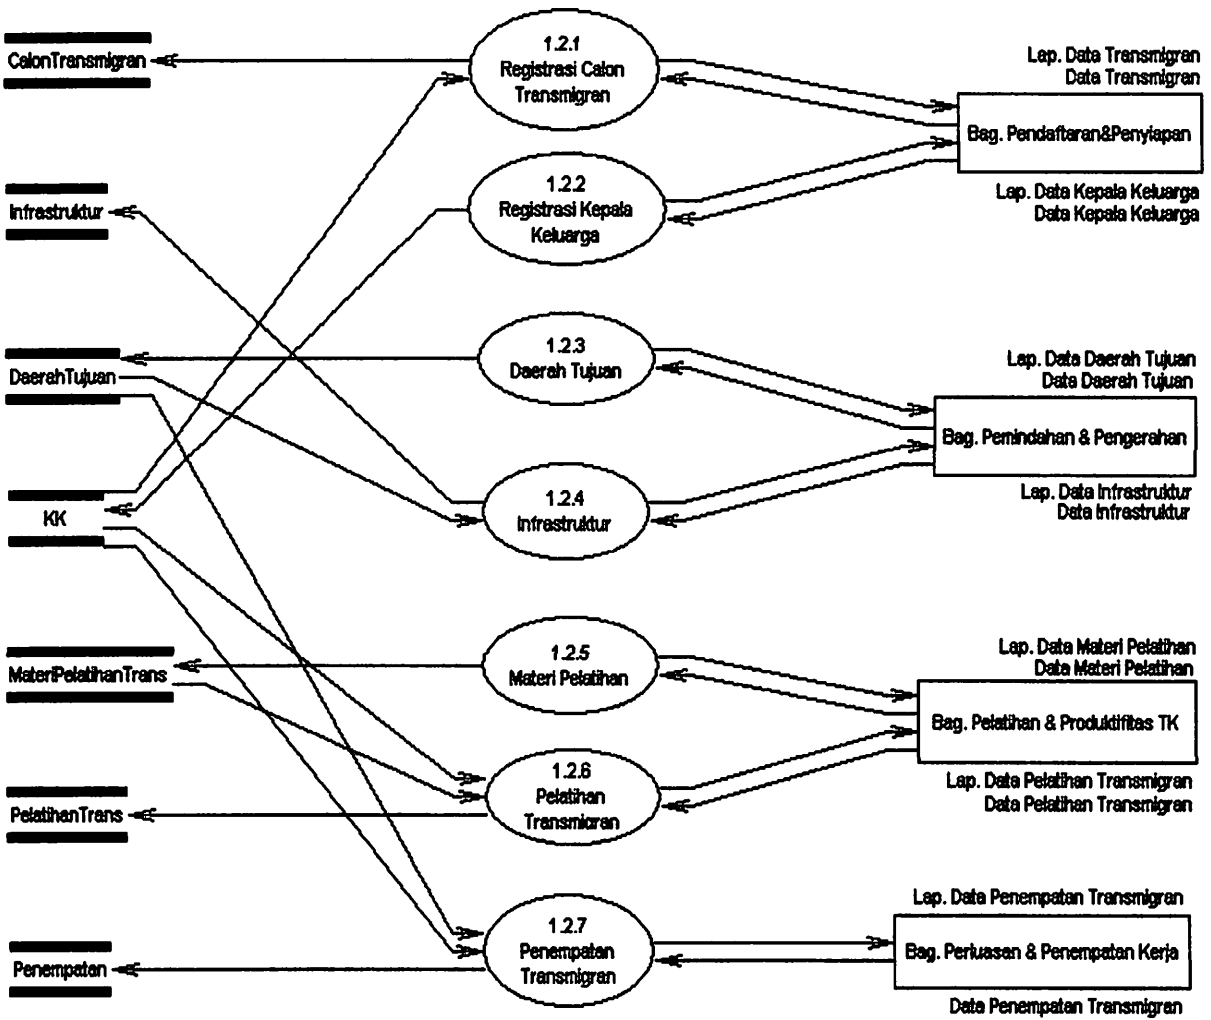 CalonTransmigran
1.2.1
Registrasi Calon
Transmigran
Lap. Data Transmigran
Data Transmigran
Bag. Pendaftaran&Penyiapan
Infrastruktur
1.2.2
Registrasi Kepala
Keluarga
Lap. Data Kepala Keluarga
Data Kepala Keluarga
DaerahTujuan
1.2.3
Daerah Tujuan
Lap. Data Daerah Tujuan
Data Daerah Tujuan
Bag. Pemindahan & Pengerahan
KK
1.2.4
Infrastruktur
Lap. Data Infrastruktur
Data Infrastruktur
MateriPelatihanTrans
1.2.5
Materi Pelatihan
Lap. Data Materi Pelatihan
Data Materi Pelatihan
Bag. Pelatihan & Produktifitas TK
PelatihanTrans
1.2.6
Pelatihan
Transmigran
Lap. Data Pelatihan Transmigran
Data Pelatihan Transmigran
Penempatan
1.2.7
Penempatan
Transmigran
Lap. Data Penempatan Transmigran
Bag. Perluasan & Penempatan Kerja
Data Penempatan Transmigran